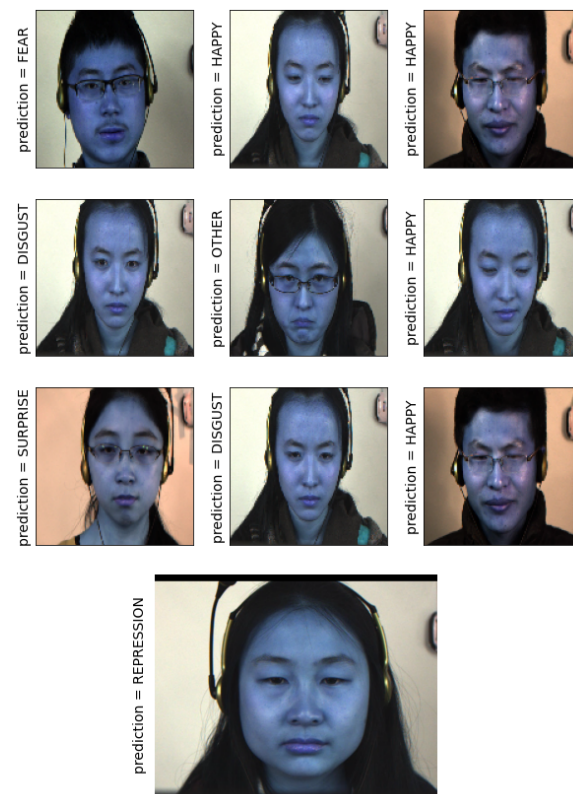 prediction = FEAR
prediction = HAPPY
prediction = HAPPY
prediction = DISGUST
prediction = OTHER
prediction = HAPPY
prediction = SURPRISE
prediction = DISGUST
prediction = HAPPY
prediction = REPRESSION